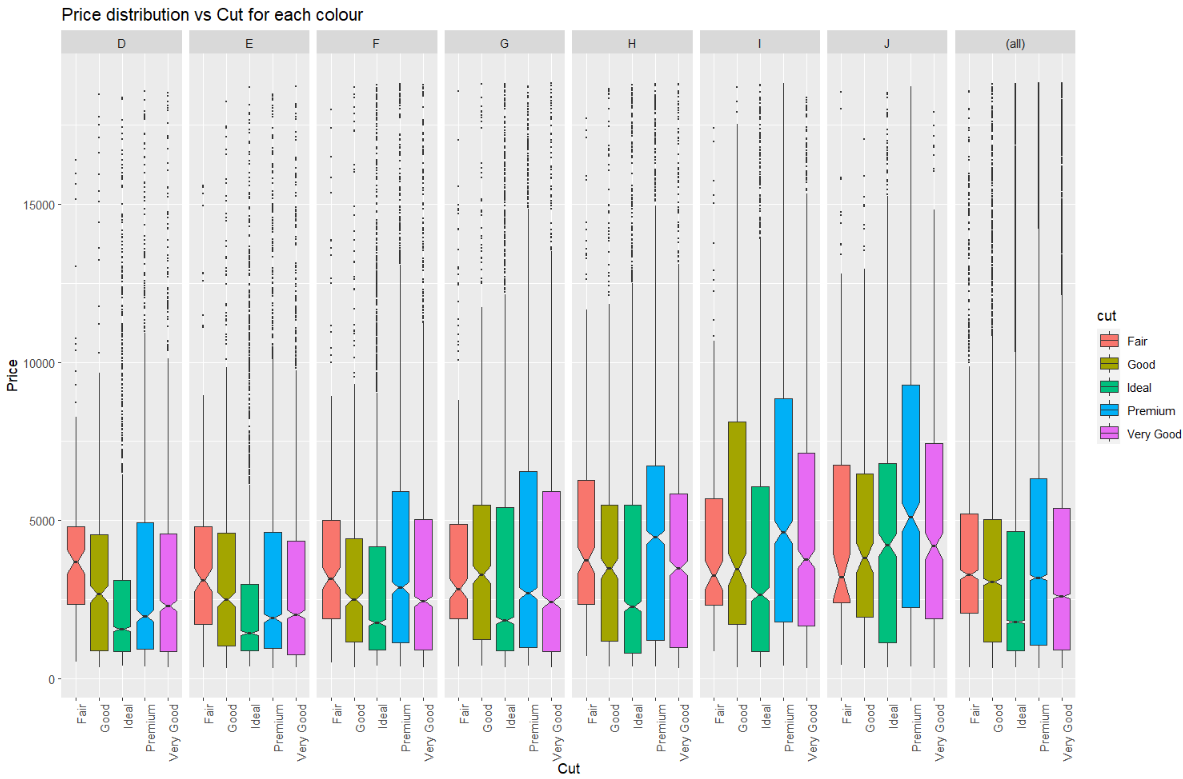 Price distribution vs Cut for each colour
D E F G H I J (all)
15000
10000
5000
0
Price
Fair Good Ideal Premium Very Good Fair Good Ideal Premium Very Good Fair Good Ideal Premium Very Good Fair Good Ideal Premium Very Good Fair Good Ideal Premium Very Good Fair Good Ideal Premium Very Good Fair Good Ideal Premium Very Good Fair Good Ideal Premium Very Good
Cut
cut
Fair
Good
Ideal
Premium
Very Good